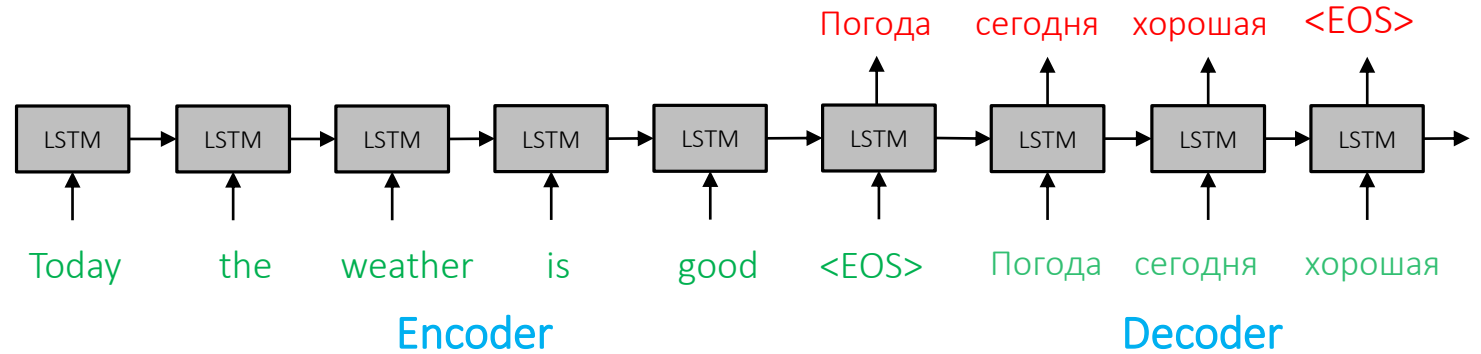 Погода сегодня хорошая <EOS>
LSTM LSTM LSTM LSTM LSTM LSTM LSTM LSTM LSTM
Today the weather is good <EOS> Погода сегодня хорошая
Encoder Decoder